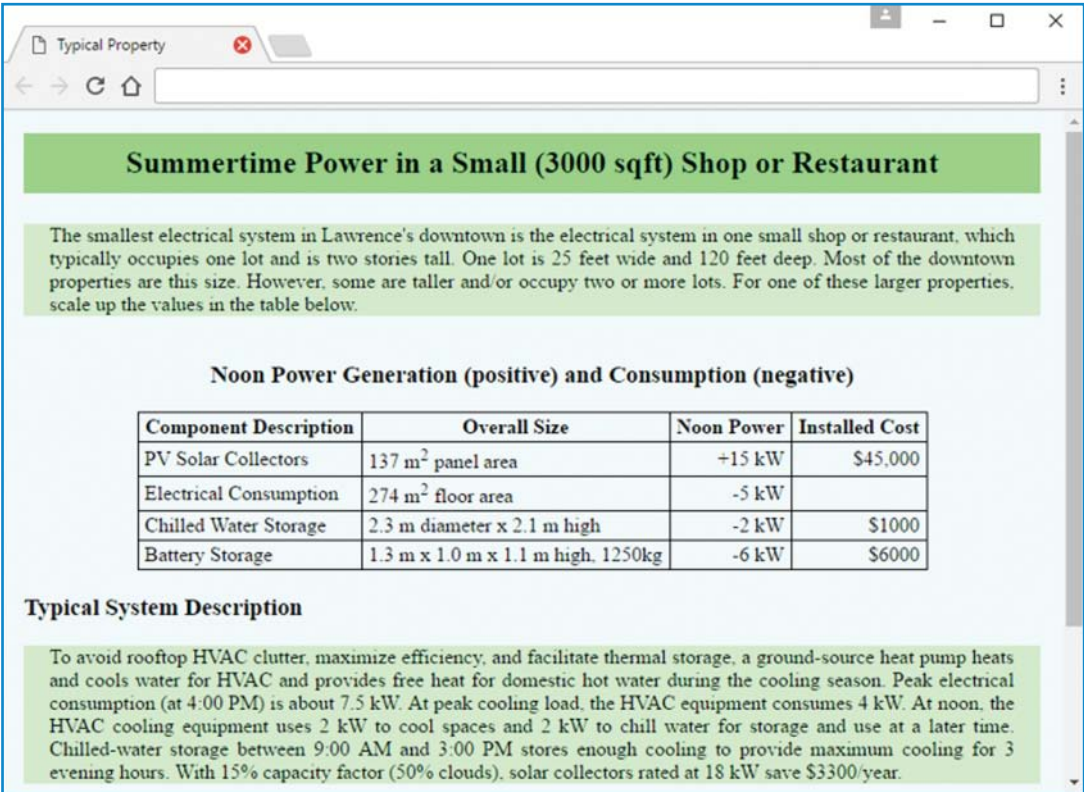 Typical Property
Summertime Power in a Small (3000 sqft) Shop or Restaurant
The smallest electrical system in Lawrence's downtown is the electrical system in one small shop or restaurant, which
typically occupies one lot and is two stories tall. One lot is 25 feet wide and 120 feet deep. Most of the downtown
properties are this size. However, some are taller and/or occupy two or more lots. For one of these larger properties,
scale up the values in the table below.
Noon Power Generation (positive) and Consumption (negative)
Component Description Overall Size Noon Power Installed Cost
PV Solar Collectors 137 m² panel area +15 kW $45,000
Electrical Consumption 274 m² floor area -5 kW
Chilled Water Storage 2.3 m diameter x 2.1 m high -2 kW $1000
Battery Storage 1.3 m x 1.0 m x 1.1 m high, 1250kg -6 kW $6000
Typical System Description
To avoid rooftop HVAC clutter, maximize efficiency, and facilitate thermal storage, a ground-source heat pump heats
and cools water for HVAC and provides free heat for domestic hot water during the cooling season. Peak electrical
consumption (at 4:00 PM) is about 7.5 kW. At peak cooling load, the HVAC equipment consumes 4 kW. At noon, the
HVAC cooling equipment uses 2 kW to cool spaces and 2 kW to chill water for storage and use at a later time.
Chilled-water storage between 9:00 AM and 3:00 PM stores enough cooling to provide maximum cooling for 3
evening hours. With 15% capacity factor (50% clouds), solar collectors rated at 18 kW save $3300/year.